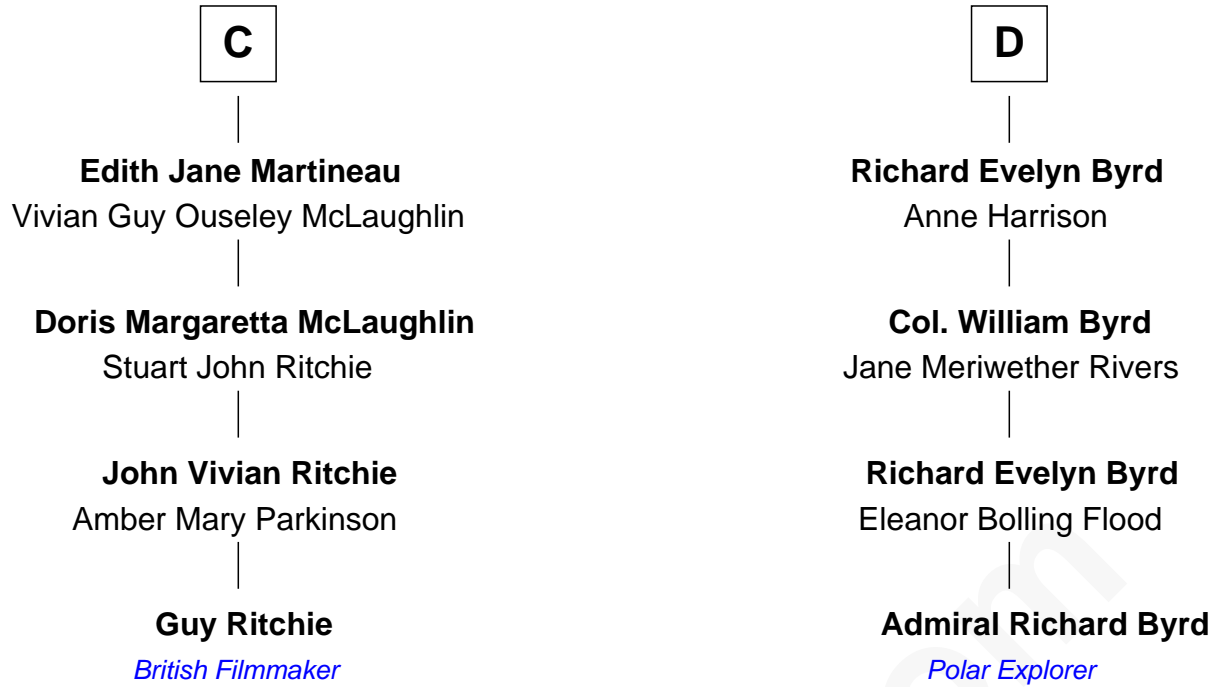 C
Edith Jane Martineau
Vivian Guy Ouseley McLaughlin
Doris Margaretta McLaughlin
Stuart John Ritchie
John Vivian Ritchie
Amber Mary Parkinson
Guy Ritchie
British Filmmaker
D
Richard Evelyn Byrd
Anne Harrison
Col. William Byrd
Jane Meriwether Rivers
Richard Evelyn Byrd
Eleanor Bolling Flood
Admiral Richard Byrd
Polar Explorer